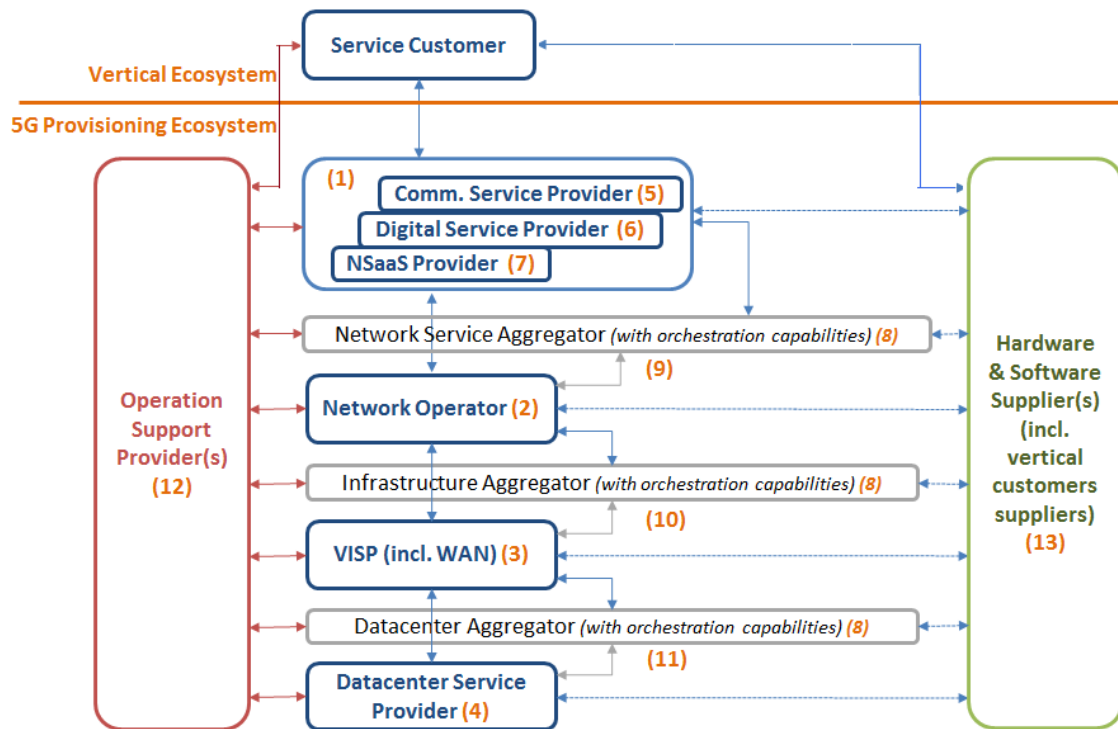 Service Customer
Vertical Ecosystem
5G Provisioning Ecosystem
(1)
Comm. Service Provider (5)
Digital Service Provider (6)
NSaaS Provider (7)
Network Service Aggregator (with orchestration capabilities) (8)
(9)
Network Operator (2)
Infrastructure Aggregator (with orchestration capabilities) (8)
(10)
VISP (incl. WAN) (3)
Datacenter Aggregator (with orchestration capabilities) (8)
(11)
Datacenter Service
Provider (4)
Operation
Support
Provider(s)
(12)
Hardware
& Software
Supplier(s)
(incl.
vertical
customers
suppliers)
(13)